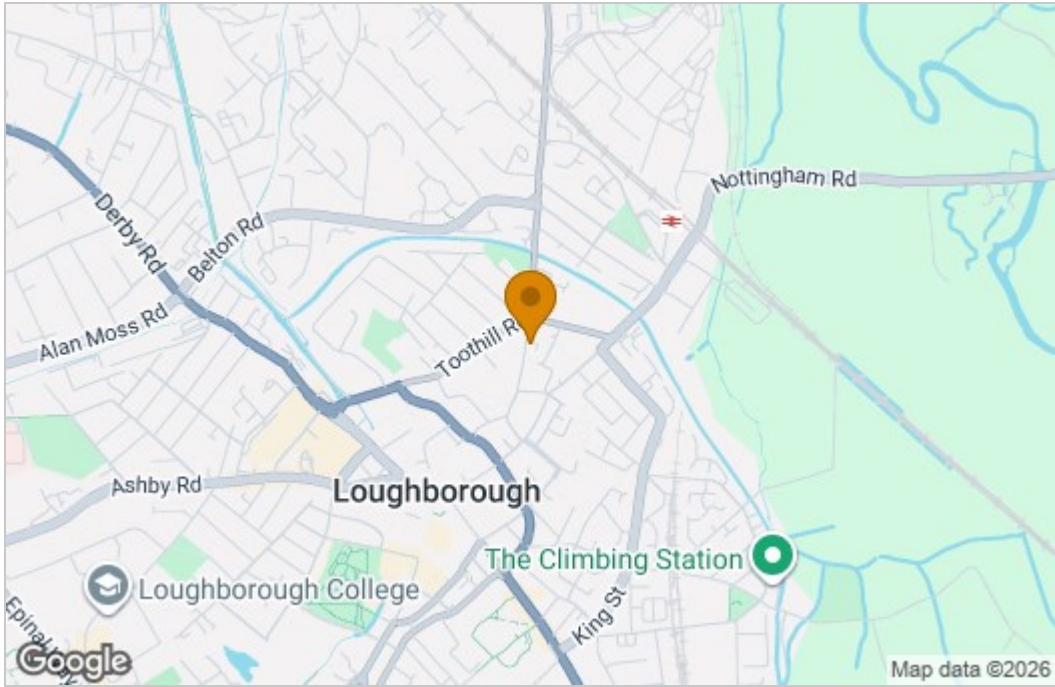 Nottingham Rd
Derby Rd
Belton Rd
Alan Moss Rd
Toothill R
Ashby Rd
Loughborough
The Climbing Station
Loughborough College
King St
Epinal
y
Google
Map data ©2026